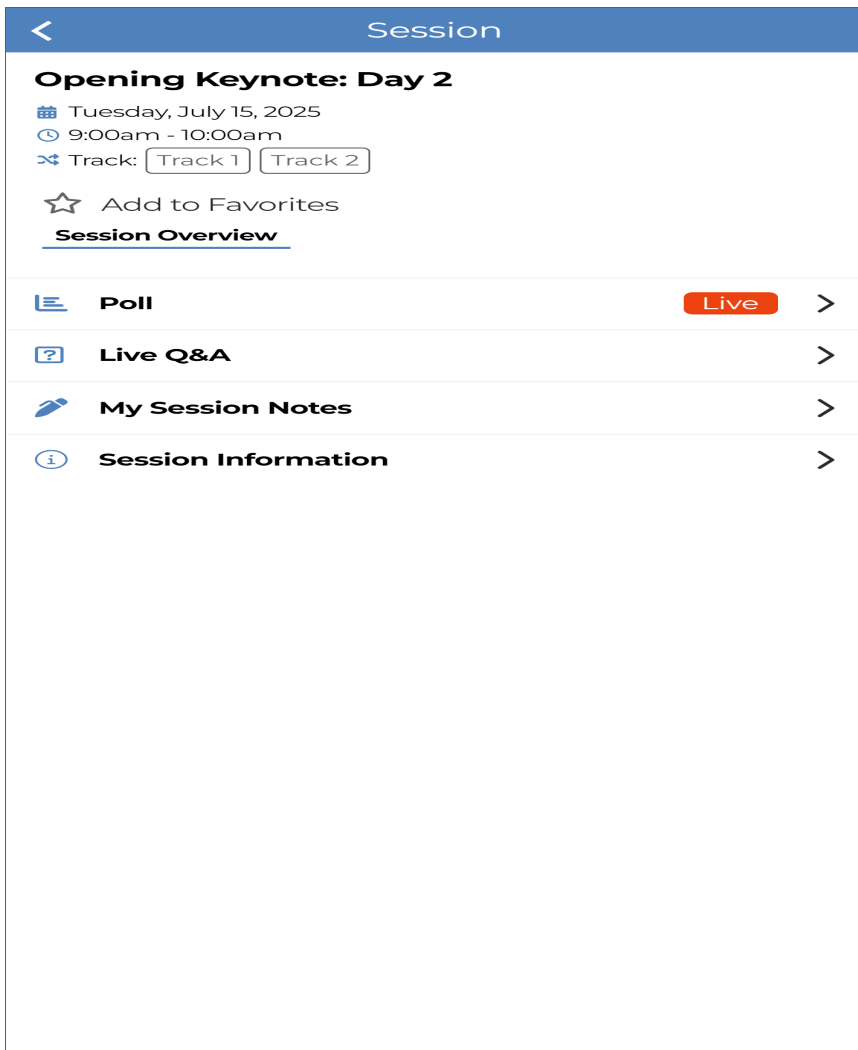 Session
Opening Keynote: Day 2
Tuesday, July 15, 2025
9:00am - 10:00am
Track: Track 1 Track 2
Add to Favorites
Session Overview
Poll Live
Live Q&A
My Session Notes
Session Information